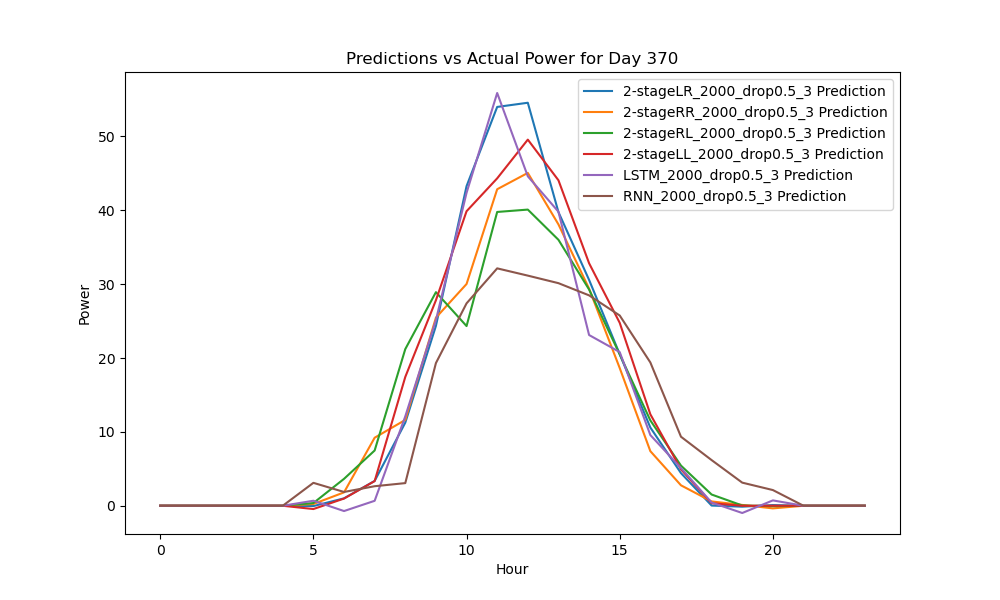 Predictions vs Actual Power for Day 370
2-stageLR_2000_drop0.5_3 Prediction
2-stageRR_2000_drop0.5_3 Prediction
2-stageRL_2000_drop0.5_3 Prediction
2-stageLL_2000_drop0.5_3 Prediction
LSTM_2000_drop0.5_3 Prediction
RNN_2000_drop0.5_3 Prediction
50
40
30
20
10
0
Power
0 5 10 15 20
Hour